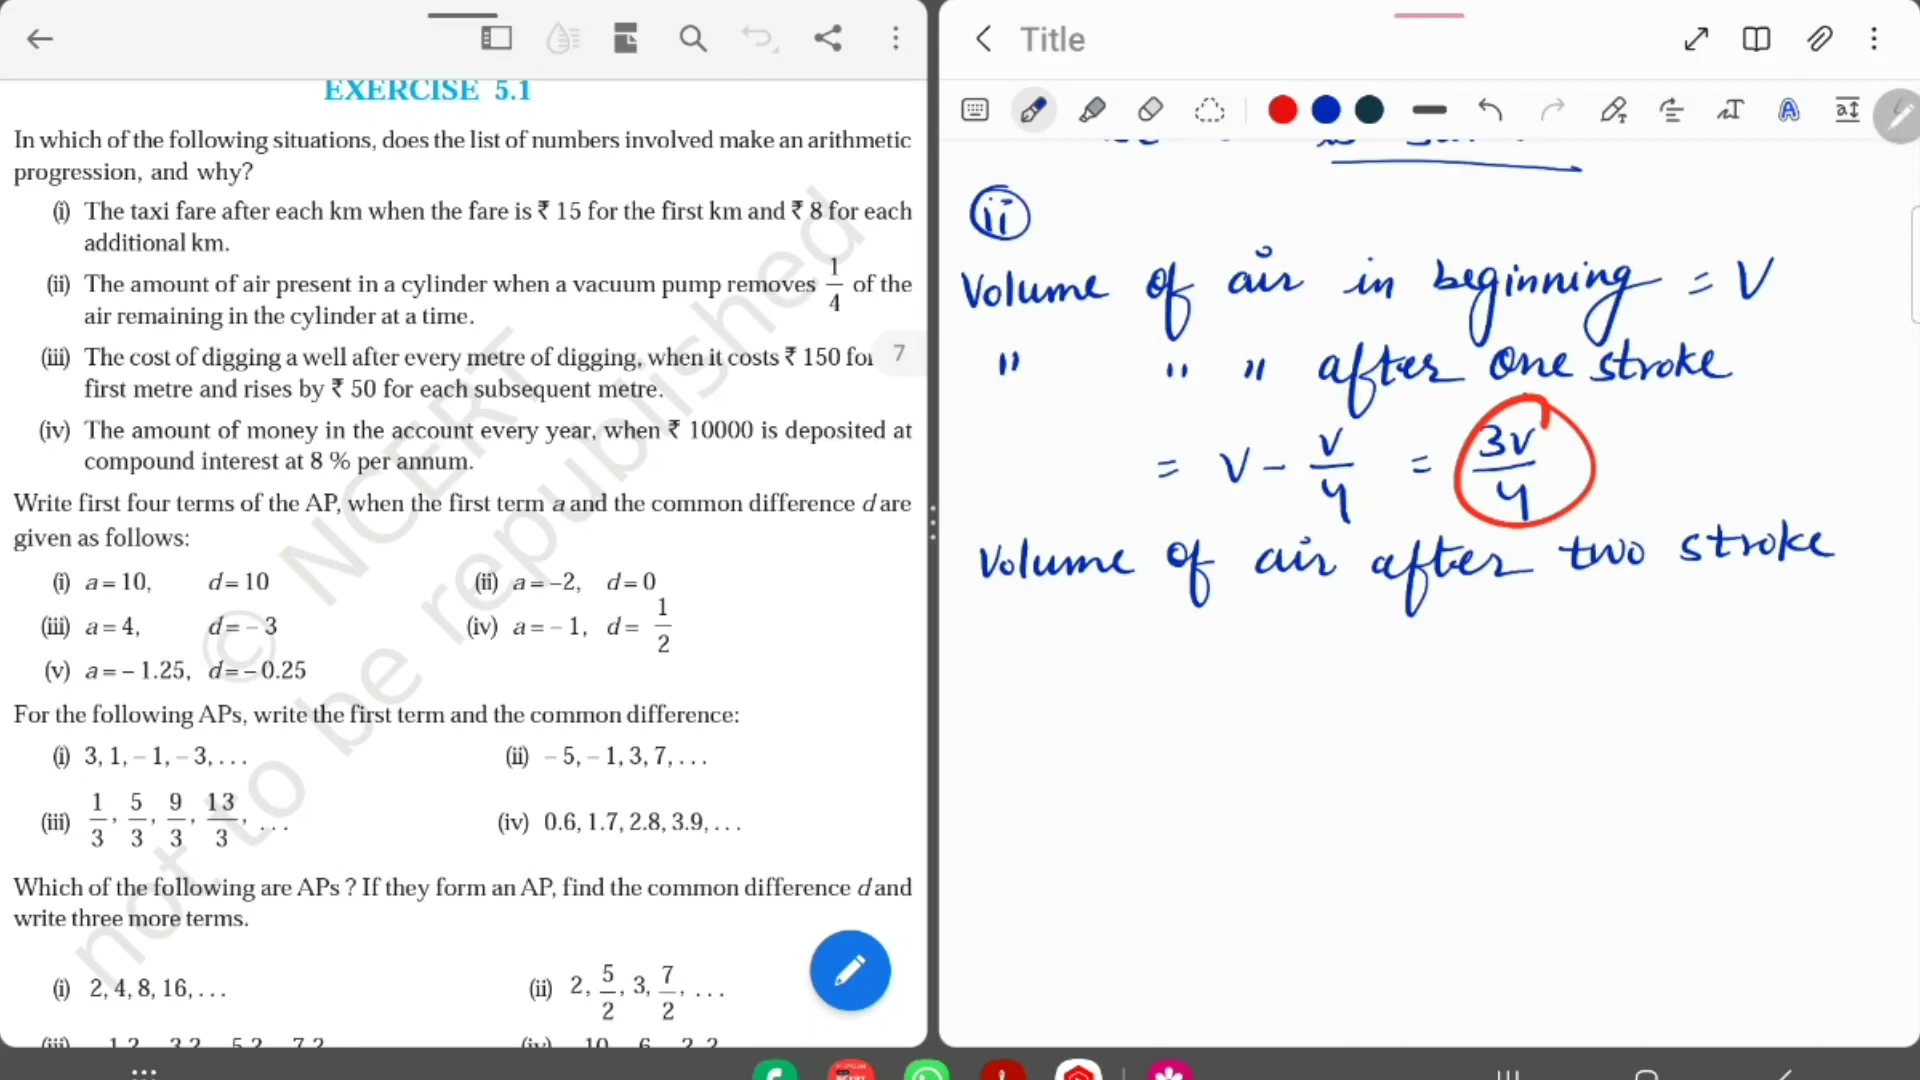 Title
EXERCISE 5.1
In which of the following situations, does the list of numbers involved make an arithmetic
progression, and why?
(i) The taxi fare after each km when the fare is ₹ 15 for the first km and ₹ 8 for each
additional km.
(ii) The amount of air present in a cylinder when a vacuum pump removes 1/4 of the
air remaining in the cylinder at a time.
(iii) The cost of digging a well after every metre of digging, when it costs ₹ 150 for
first metre and rises by ₹ 50 for each subsequent metre.
7
(iv) The amount of money in the account every year, when ₹ 10000 is deposited at
compound interest at 8 % per annum.
Write first four terms of the AP, when the first term a and the common difference d are
given as follows:
(i) a = 10, d = 10 (ii) a = –2, d = 0
(iii) a = 4, d = – 3 (iv) a = – 1, d = 1/2
(v) a = – 1.25, d = – 0.25
For the following APs, write the first term and the common difference:
(i) 3, 1, – 1, – 3, . . . (ii) – 5, – 1, 3, 7, . . .
(iii) 1/3, 5/3, 9/3, 13/3, . . . (iv) 0.6, 1.7, 2.8, 3.9, . . .
Which of the following are APs ? If they form an AP, find the common difference d and
write three more terms.
(i) 2, 4, 8, 16, . . . (ii) 2, 5/2, 3, 7/2, . . .
© NCERT
not to be republished
ii
Volume of air in beginning = V
" " " after one stroke
= V - V/4 = 3V/4
Volume of air after two stroke